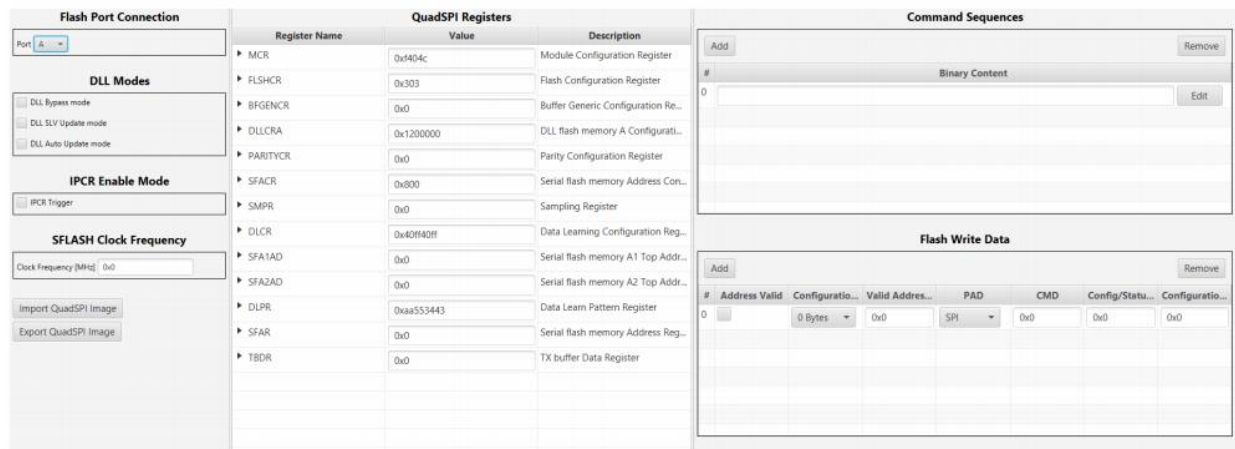 Flash Port Connection
Port A
DLL Modes
DLL Bypass mode
DLL SLV Update mode
DLL Auto Update mode
IPCR Enable Mode
IPCR Trigger
SFLASH Clock Frequency
Clock Frequency [MHz] 0x0
Import QuadSPI Image
Export QuadSPI Image
QuadSPI Registers
Register Name Value Description
MCR 0xf404c Module Configuration Register
FLSHCR 0x303 Flash Configuration Register
BFGENCR 0x0 Buffer Generic Configuration Re...
DLLCRA 0x1200000 DLL flash memory A Configurati...
PARITYCR 0x0 Parity Configuration Register
SFACR 0x800 Serial flash memory Address Con...
SMPR 0x0 Sampling Register
DLCR 0x40ff40ff Data Learning Configuration Reg...
SFA1AD 0x0 Serial flash memory A1 Top Addr...
SFA2AD 0x0 Serial flash memory A2 Top Addr...
DLPR 0xaa553443 Data Learn Pattern Register
SFAR 0x0 Serial flash memory Address Reg...
TBDR 0x0 TX buffer Data Register
Command Sequences
Add Remove
# Binary Content
0 Edit
Flash Write Data
Add Remove
# Address Valid Configuratio... Valid Addres... PAD CMD Config/Statu... Configuratio...
0 0 Bytes 0x0 SPI 0x0 0x0 0x0